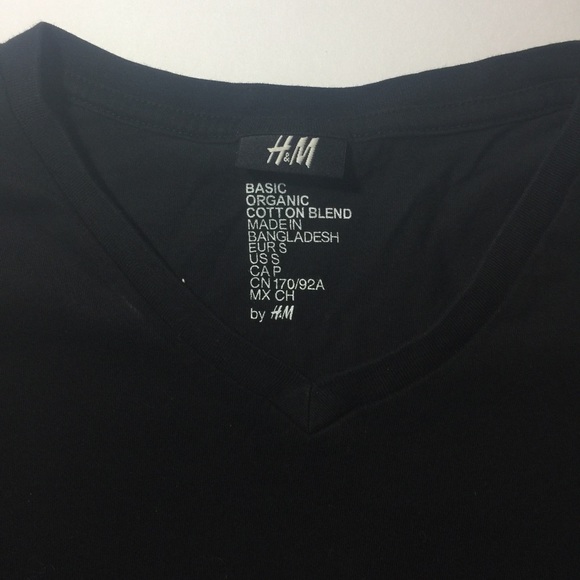 H&M
BASIC
ORGANIC
COTTON BLEND
MADE IN
BANGLADESH
EUR S
US S
CA P
CN 170/92A
MX CH
by H&M